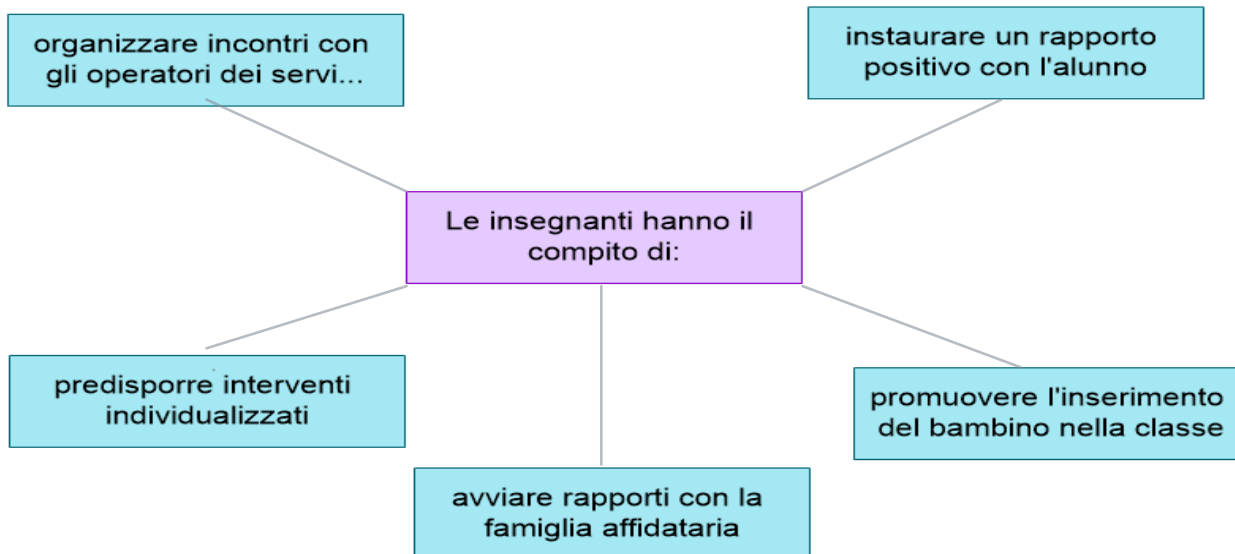 organizzare incontri con
gli operatori dei servi...
instaurare un rapporto
positivo con l'alunno
Le insegnanti hanno il
compito di:
predisporre interventi
individualizzati
promuovere l'inserimento
del bambino nella classe
avviare rapporti con la
famiglia affidataria